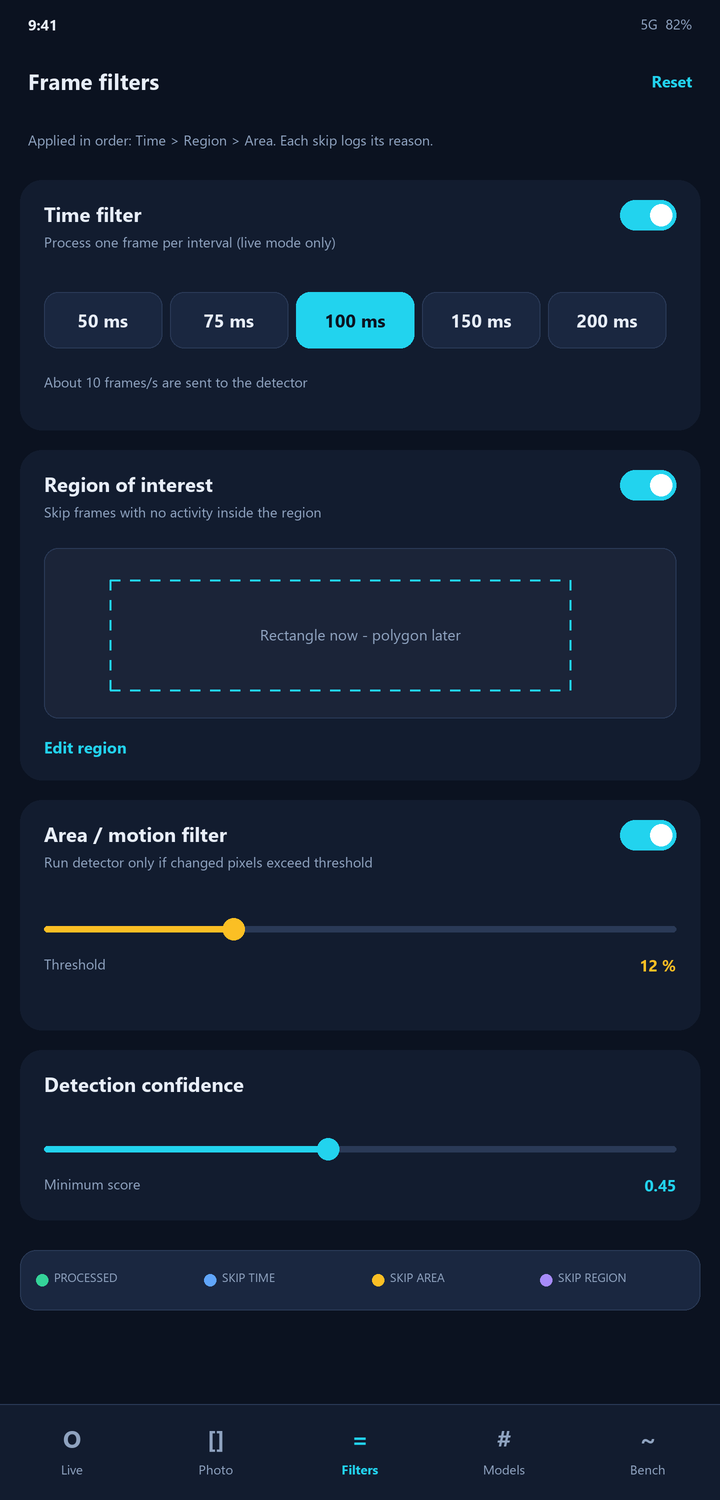 9:41
5G 82%
Frame filters
Reset
Applied in order: Time > Region > Area. Each skip logs its reason.
Time filter
Process one frame per interval (live mode only)
50 ms 75 ms 100 ms 150 ms 200 ms
About 10 frames/s are sent to the detector
Region of interest
Skip frames with no activity inside the region
Rectangle now - polygon later
Edit region
Area / motion filter
Run detector only if changed pixels exceed threshold
Threshold
12 %
Detection confidence
Minimum score
0.45
PROCESSED SKIP TIME SKIP AREA SKIP REGION
O [] = # ~
Live Photo Filters Models Bench